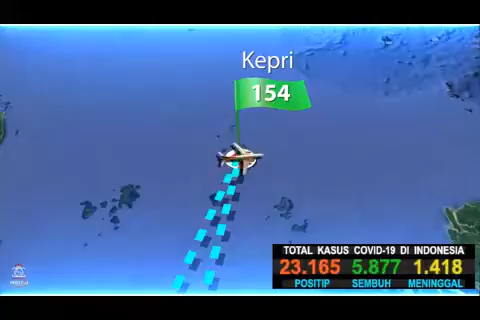 Kepri
154
TOTAL KASUS COVID-19 DI INDONESIA
23.165 5.877 1.418
POSITIP SEMBUH MENINGGAL